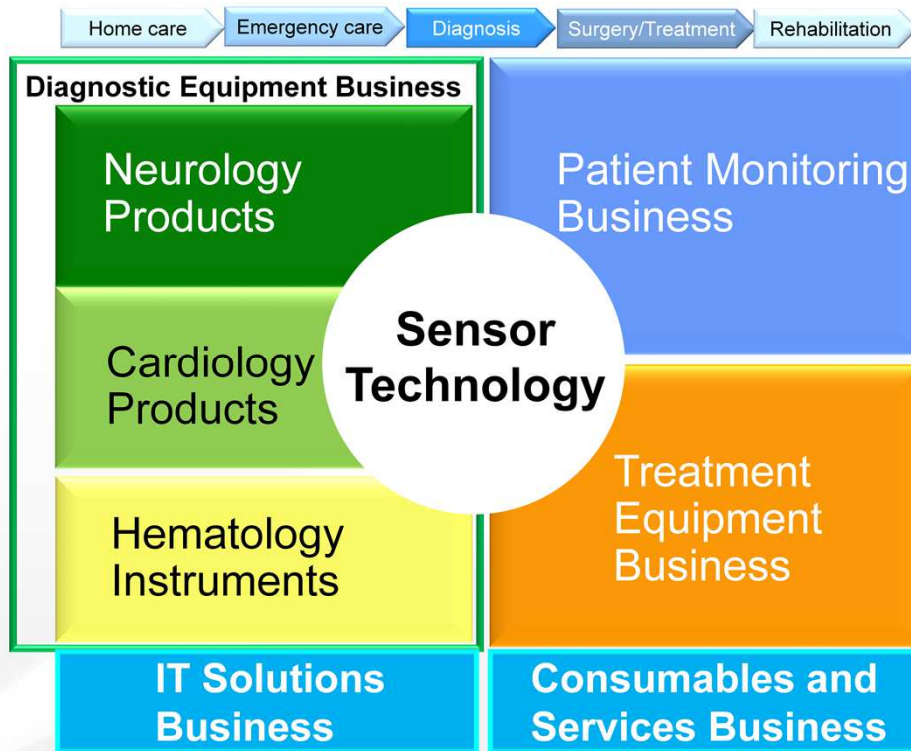 Home care
Emergency care
Diagnosis
Surgery/Treatment
Rehabilitation
Diagnostic Equipment Business
Neurology
Products
Cardiology
Products
Hematology
Instruments
Sensor
Technology
Patient Monitoring
Business
Treatment
Equipment
Business
IT Solutions
Business
Consumables and
Services Business